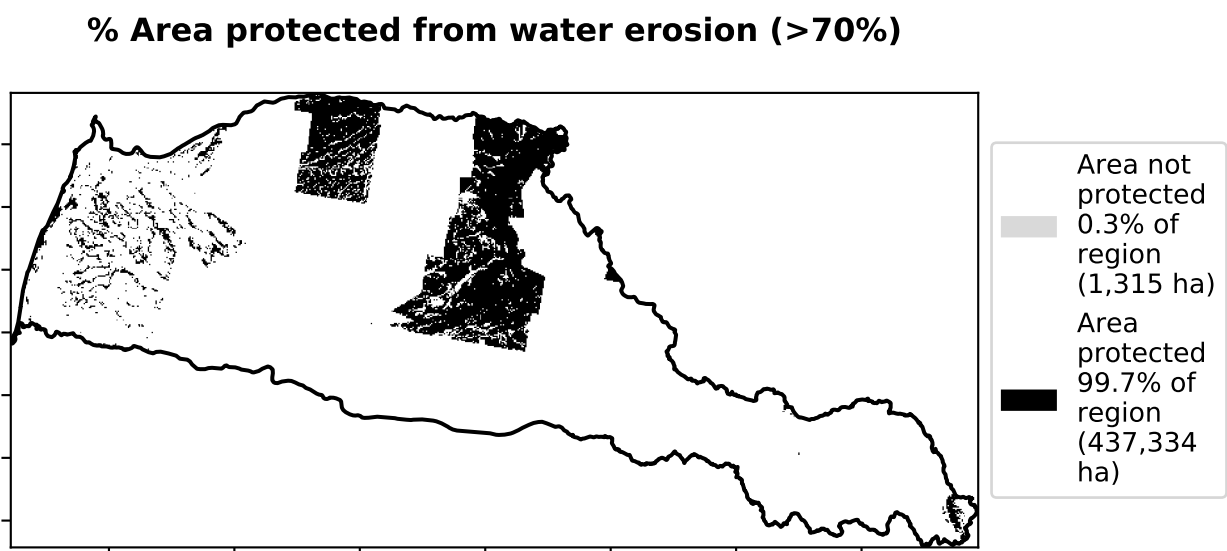 % Area protected from water erosion (>70%)
Area not
protected
0.3% of
region
(1,315 ha)
Area
protected
99.7% of
region
(437,334
ha)